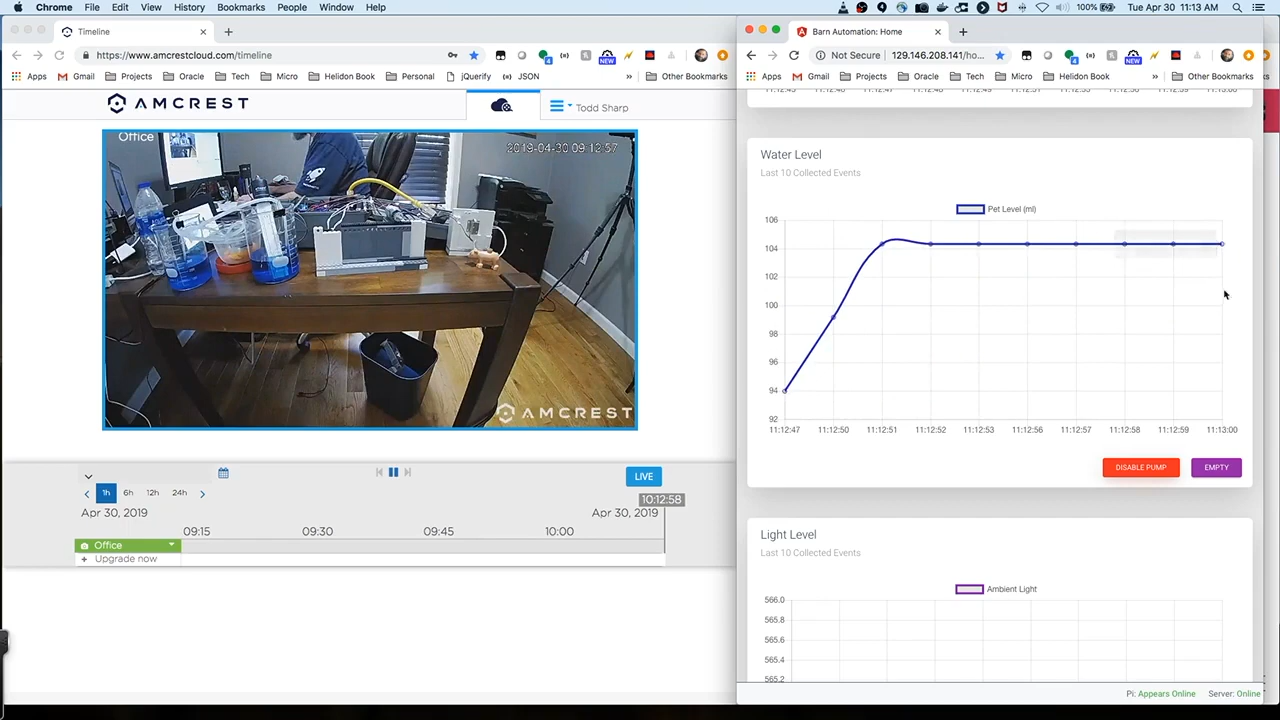 Chrome File Edit View History Bookmarks People Window Help
100% Tue Apr 30 11:13 AM
Timeline
https://www.amcrestcloud.com/timeline
NEW
Apps Gmail Projects Oracle Tech Micro Helidon Book Personal jQuerify JSON » Other Bookmarks
AMCREST
Todd Sharp
Office
2019-04-30 09:12:57
AMCREST
LIVE
1h 6h 12h 24h
10:12:58
Apr 30, 2019 Apr 30, 2019
09:15 09:30 09:45 10:00
Office
+ Upgrade now
Barn Automation: Home
Not Secure 129.146.208.141/ho...
NEW
Apps Gmail Projects Oracle Tech Micro Helidon Book » Other Bookmarks
Water Level
Last 10 Collected Events
Pet Level (ml)
106
104
102
100
98
96
94
92
11:12:47 11:12:50 11:12:51 11:12:52 11:12:53 11:12:56 11:12:57 11:12:58 11:12:59 11:13:00
DISABLE PUMP EMPTY
Light Level
Last 10 Collected Events
Ambient Light
566.0
565.8
565.6
565.4
565.2
Pi: Appears Online Server: Online